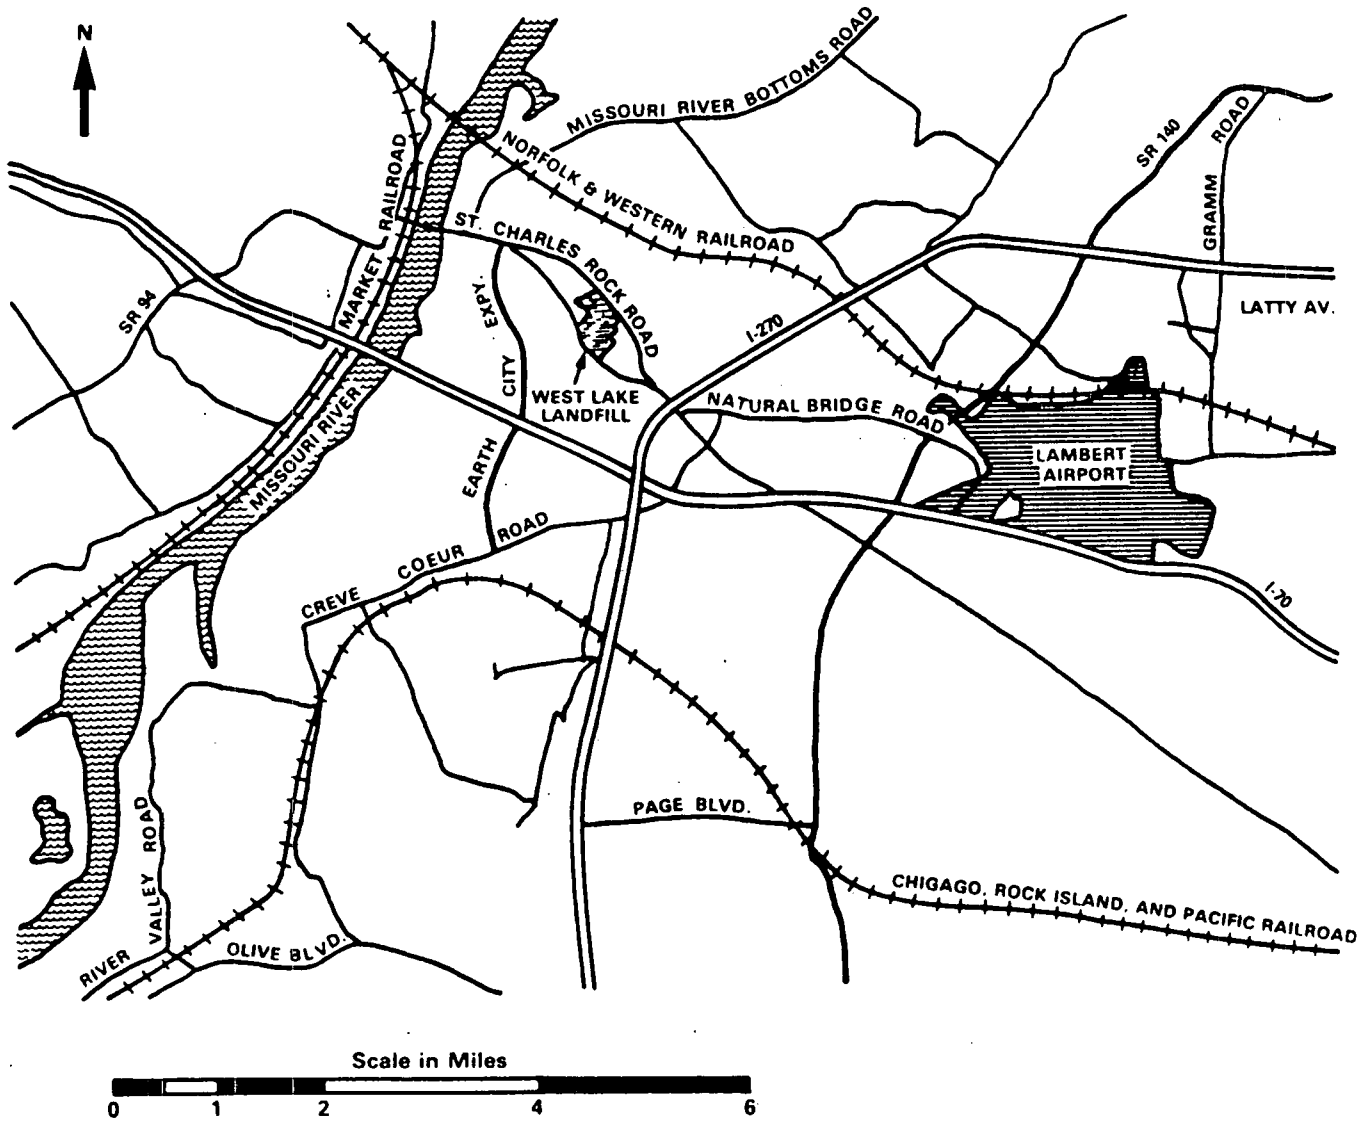 N
MISSOURI RIVER BOTTOMS ROAD
NORFOLK & WESTERN RAILROAD
MARKET RAILROAD
ST. CHARLES ROCK ROAD
SR 140
GRAMM ROAD
SR 94
EARTH CITY EXPY.
I-270
LATTY AV.
WEST LAKE
LANDFILL
NATURAL BRIDGE ROAD
LAMBERT
AIRPORT
MISSOURI RIVER
CREVE COEUR ROAD
I-70
PAGE BLVD.
RIVER VALLEY ROAD
OLIVE BLVD.
CHIGAGO, ROCK ISLAND, AND PACIFIC RAILROAD
Scale in Miles
0 1 2 4 6